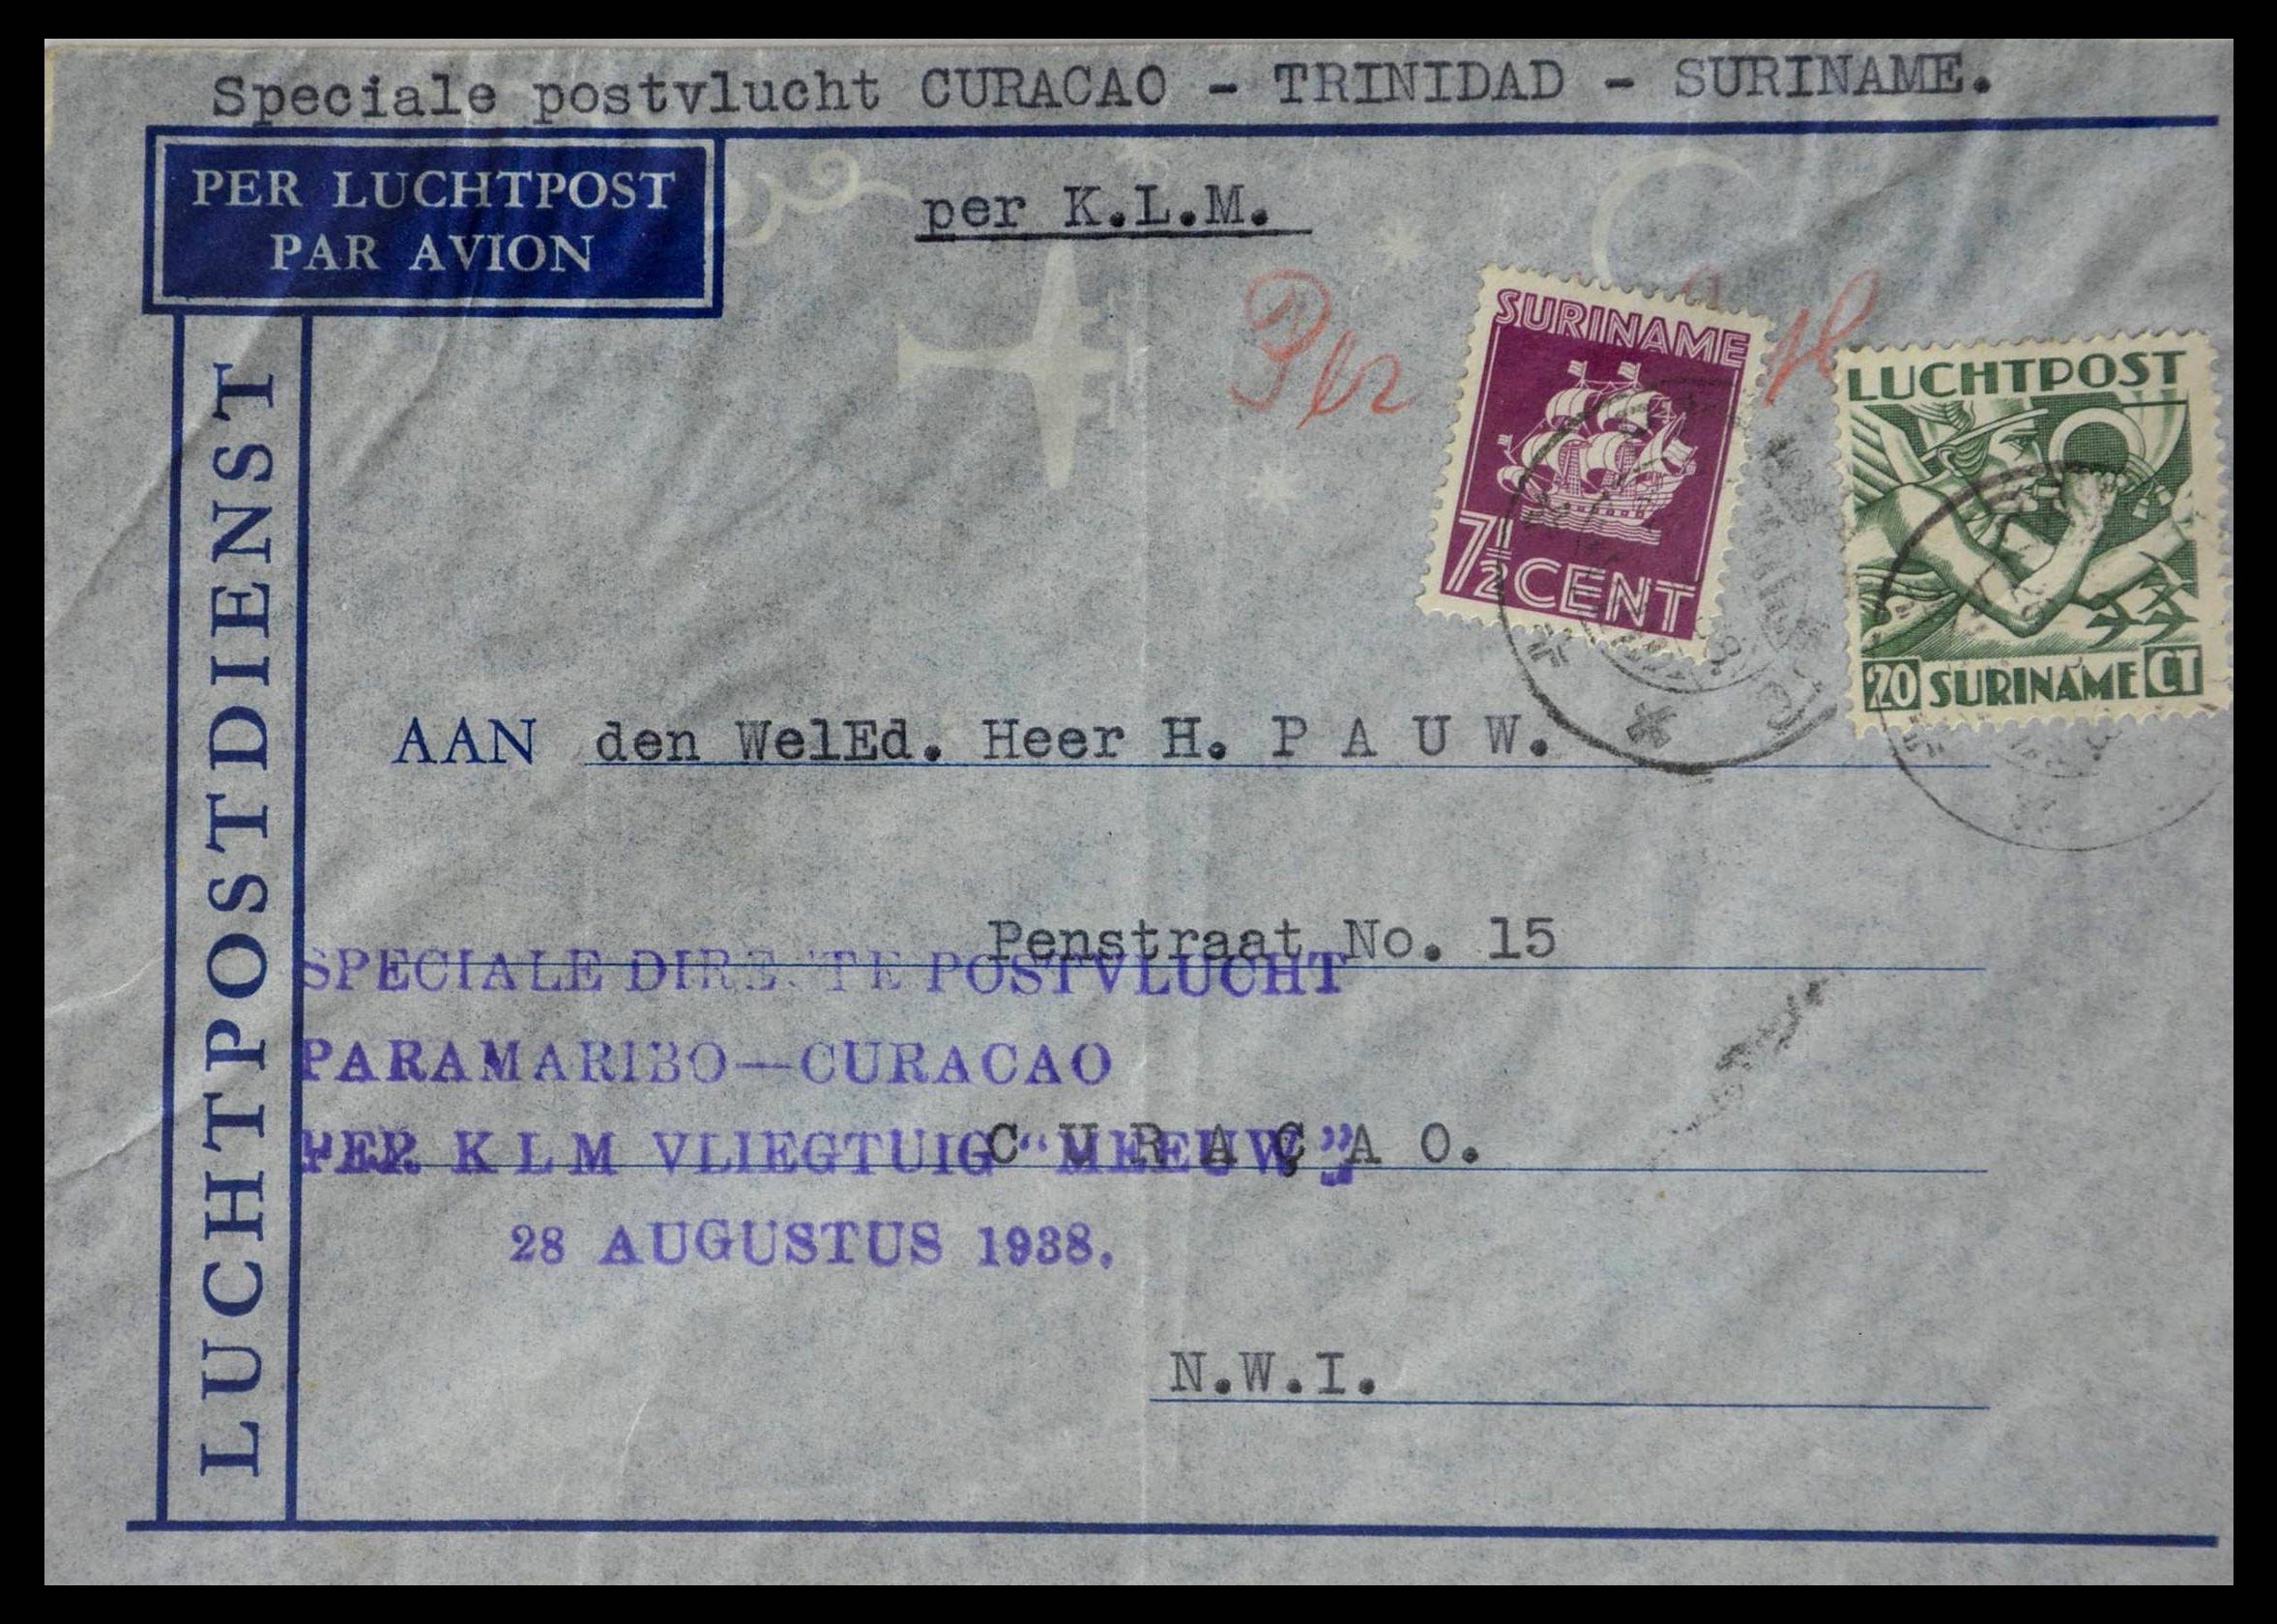 Speciale postvlucht CURACAO - TRINIDAD - SURINAME.
PER LUCHTPOST
PAR AVION
per K.L.M.
SURINAME
7½ CENT
LUCHTPOST
20 SURINAME CT
LUCHTPOSTDIENST
AAN den WelEd. Heer H. P A U W.
Penstraat No. 15
SPECIALE POSTVLUCHT
PARAMARIBO—CURACAO
PER K L M VLIEGTUIG “MEEUW”
C U R A Ç A O.
28 AUGUSTUS 1938.
N.W.I.